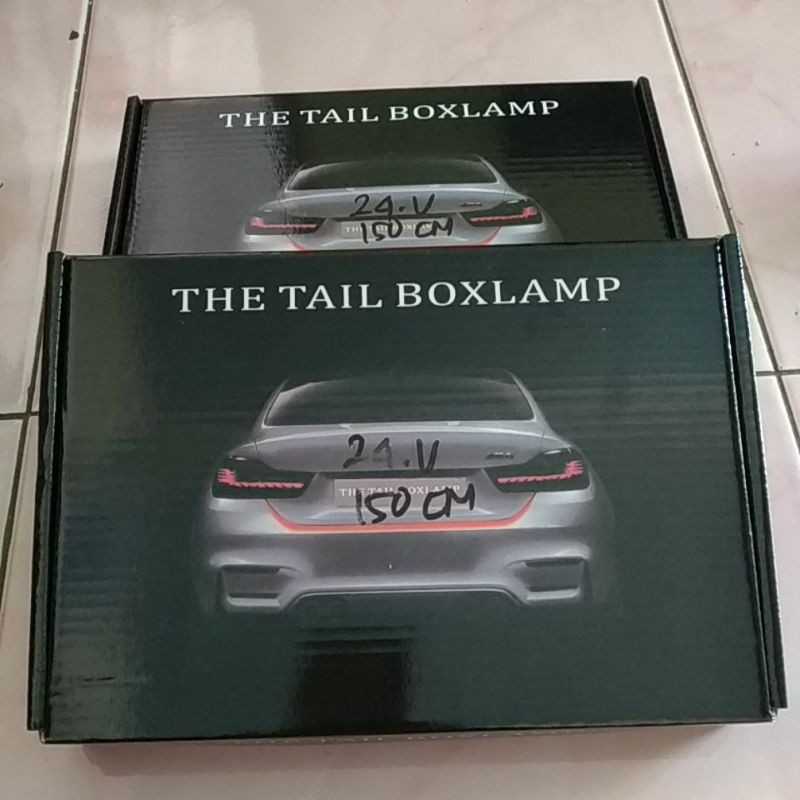 THE TAIL BOXLAMP
24.V
150 CM
THE TAIL BOXLAMP
24.V
THE TAIL BOXLAMP
150 CM